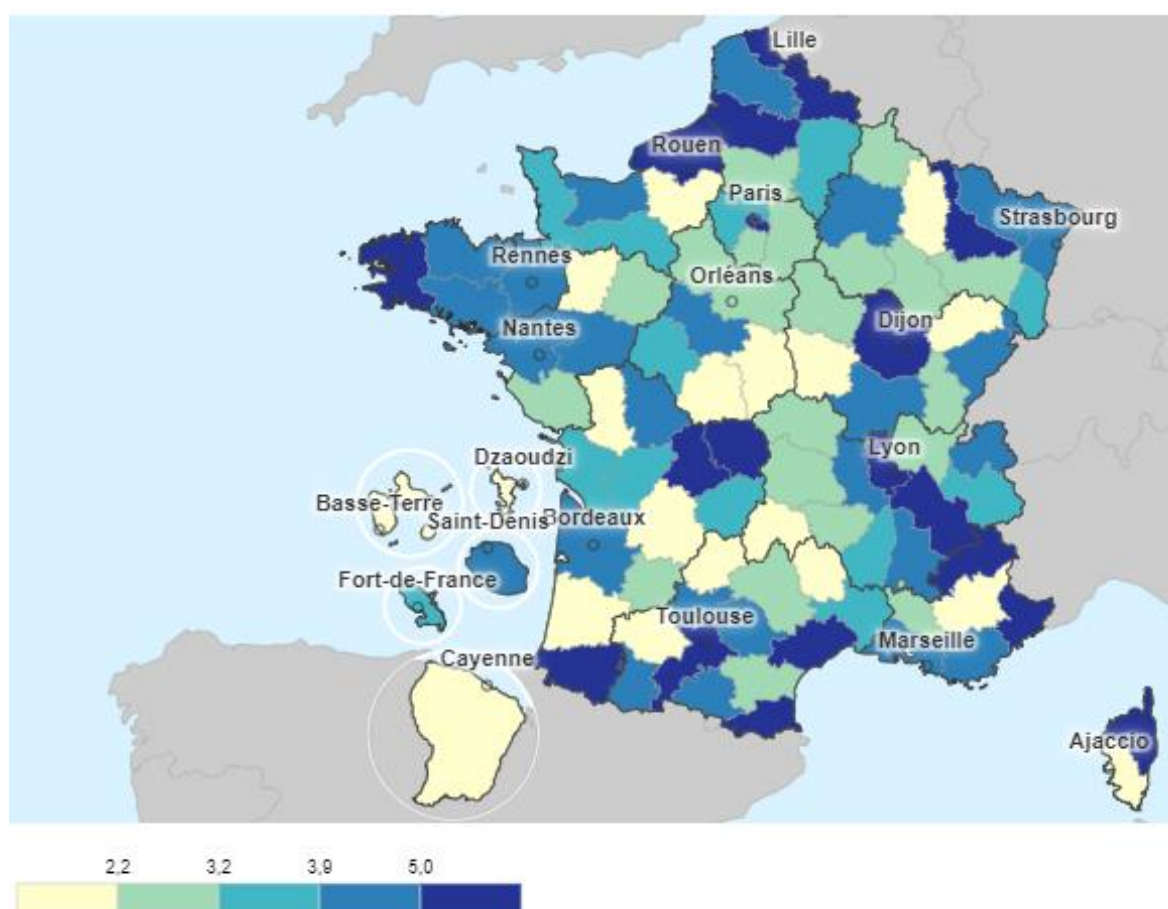 Lille
Rouen
Paris
Strasbourg
Rennes
Orléans
Nantes
Dijon
Lyon
Dzaoudzi
Basse-Terre
Saint-Denis
Bordeaux
Fort-de-France
Toulouse
Marseille
Cayenne
Ajaccio
2,2 3,2 3,9 5,0